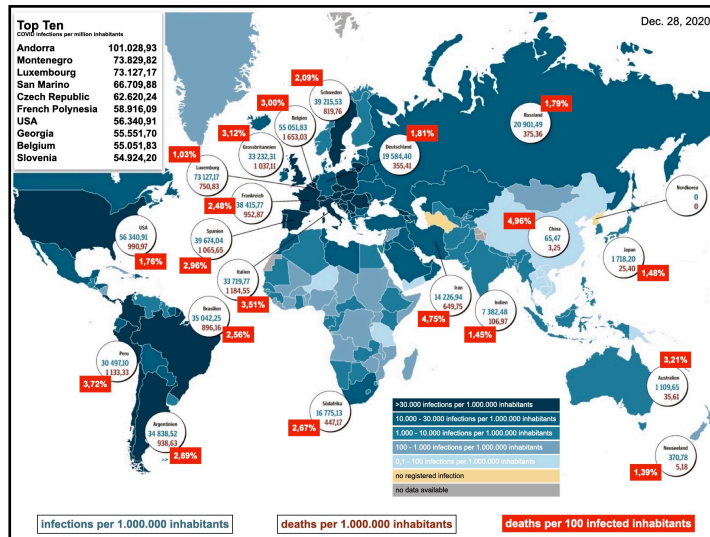 Top Ten
COVID infections per million inhabitants
Andorra 101.028,93
Montenegro 73.829,82
Luxembourg 73.127,17
San Marino 66.709,88
Czech Republic 62.620,24
French Polynesia 58.916,09
USA 56.340,91
Georgia 55.551,70
Belgium 55.051,83
Slovenia 54.924,20
Dec. 28, 2020
2,09%
Schweden
39 215,53
819,76
3,00%
Belgien
55 051,83
1 653,03
3,12%
Grossbritannien
33 232,31
1 037,11
1,79%
Russland
20 901,49
375,36
1,81%
Deutschland
19 584,40
355,41
1,03%
Luxemburg
73 127,17
750,83
2,48%
Frankreich
38 415,77
952,87
Nordkorea
0
0
4,96%
China
65,47
3,25
USA
56 340,91
990,97
1,76%
Spanien
39 674,04
1 065,65
2,96%
Japan
1 718,20
25,40
1,48%
Italien
33 719,77
1 184,55
3,51%
Iran
14 226,94
649,75
4,75%
Indien
7 382,48
106,97
1,45%
Brasilien
35 042,25
896,16
2,56%
Peru
30 497,10
1 133,33
3,72%
3,21%
Australien
1 109,65
35,61
Südafrika
16 775,13
447,17
2,67%
Argentinien
34 838,52
938,63
2,69%
Neuseeland
370,78
5,18
1,39%
>30.000 infections per 1.000.000 inhabitants
10.000 - 30.000 infections per 1.000.000 inhabitants
1.000 - 10.000 infections per 1.000.000 inhabitants
100 - 1.000 infections per 1.000.000 inhabitants
0,1 - 100 infections per 1.000.000 inhabitants
no registered infection
no data available
infections per 1.000.000 inhabitants
deaths per 1.000.000 inhabitants
deaths per 100 infected inhabitants